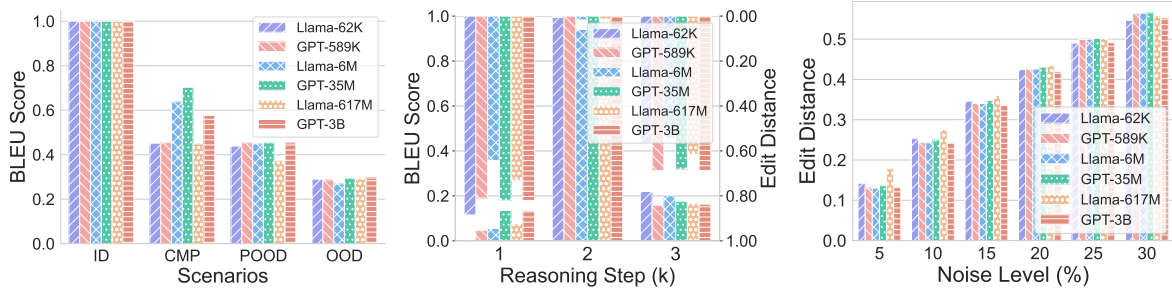 BLEU Score
1.0
0.8
0.6
0.4
0.2
0.0
ID CMP POOD OOD
Scenarios
Llama-62K
GPT-589K
Llama-6M
GPT-35M
Llama-617M
GPT-3B
BLEU Score
1.0
0.8
0.6
0.4
0.2
0.0
1 2 3
Reasoning Step (k)
Llama-62K
GPT-589K
Llama-6M
GPT-35M
Llama-617M
GPT-3B
0.00
0.20
0.40
0.60
0.80
1.00
Edit Distance
Edit Distance
0.5
0.4
0.3
0.2
0.1
0.0
5 10 15 20 25 30
Noise Level (%)
Llama-62K
GPT-589K
Llama-6M
GPT-35M
Llama-617M
GPT-3B